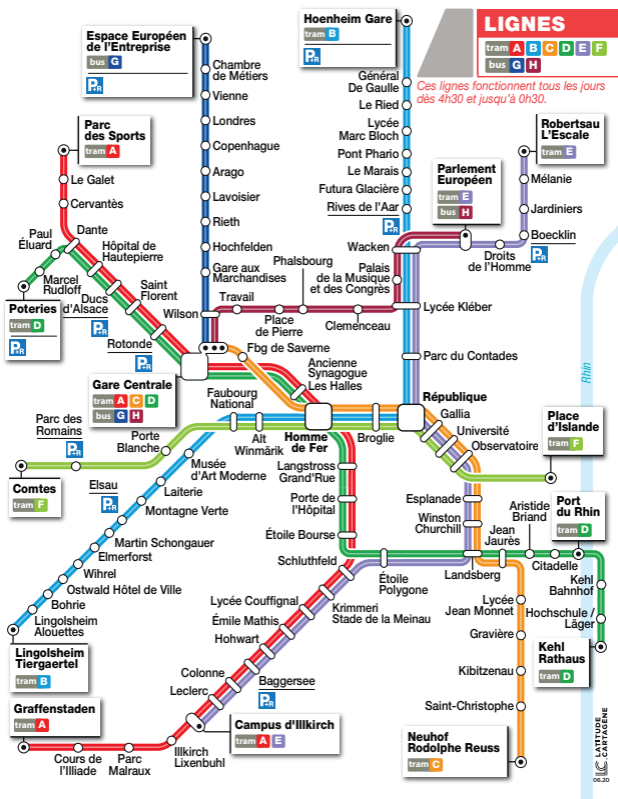 LIGNES
tram A B C D E F
bus G H
Ces lignes fonctionnent tous les jours
dès 4h30 et jusqu'à 0h30.
Espace Européen
de l'Entreprise
bus G
P+R
Chambre
de Métiers
Vienne
Londres
Copenhague
Arago
Lavoisier
Rieth
Hochfelden
Gare aux
Marchandises
Wilson
Hoenheim Gare
tram B
P+R
Général
De Gaulle
Le Ried
Lycée
Marc Bloch
Pont Phario
Le Marais
Futura Glacière
Rives de l'Aar
P+R
Wacken
Palais
de la Musique
et des Congrès
Lycée Kléber
Parc du Contades
Robertsau
L'Escale
tram E
Mélanie
Jardiniers
Boecklin
P+R
Droits
de l'Homme
Parlement
Européen
tram E
bus H
Parc
des Sports
tram A
Le Galet
Cervantès
Dante
Hôpital de
Hautepierre
Paul
Éluard
Marcel
Rudloff
Ducs
d'Alsace
P+R
Saint
Florent
Rotonde
P+R
Poteries
tram D
P+R
Phalsbourg
Travail
Place
de Pierre
Clemenceau
Fbg de Saverne
Gare Centrale
tram A C D
bus G H
Ancienne
Synagogue
Les Halles
Faubourg
National
République
Gallia
Université
Observatoire
Place
d'Islande
tram F
Rhin
Parc des
Romains
P+R
Porte
Blanche
Comtes
tram F
Alt
Winmärik
Homme
de Fer
Broglie
Musée
d'Art Moderne
Laiterie
Montagne Verte
Elsau
P+R
Martin Schongauer
Elmerforst
Wihrel
Ostwald Hôtel de Ville
Bohrie
Lingolsheim
Alouettes
Lingolsheim
Tiergaertel
tram B
Langstross
Grand'Rue
Porte de
l'Hôpital
Étoile Bourse
Schluthfeld
Étoile
Polygone
Landsberg
Esplanade
Winston
Churchill
Jean
Jaurès
Aristide
Briand
Citadelle
Port
du Rhin
tram D
Kehl
Bahnhof
Hochschule /
Läger
Kehl
Rathaus
tram D
Lycée
Jean Monnet
Gravière
Kibitzenau
Saint-Christophe
Neuhof
Rodolphe Reuss
tram C
Krimmeri
Stade de la Meinau
Lycée Couffignal
Émile Mathis
Hohwart
Baggersee
P+R
Colonne
Leclerc
Campus d'Illkirch
tram A E
Illkirch
Lixenbuhl
Parc
Malraux
Cours de
l'Illiade
Graffenstaden
tram A
LATITUDE
CARTAGÈNE
06.20